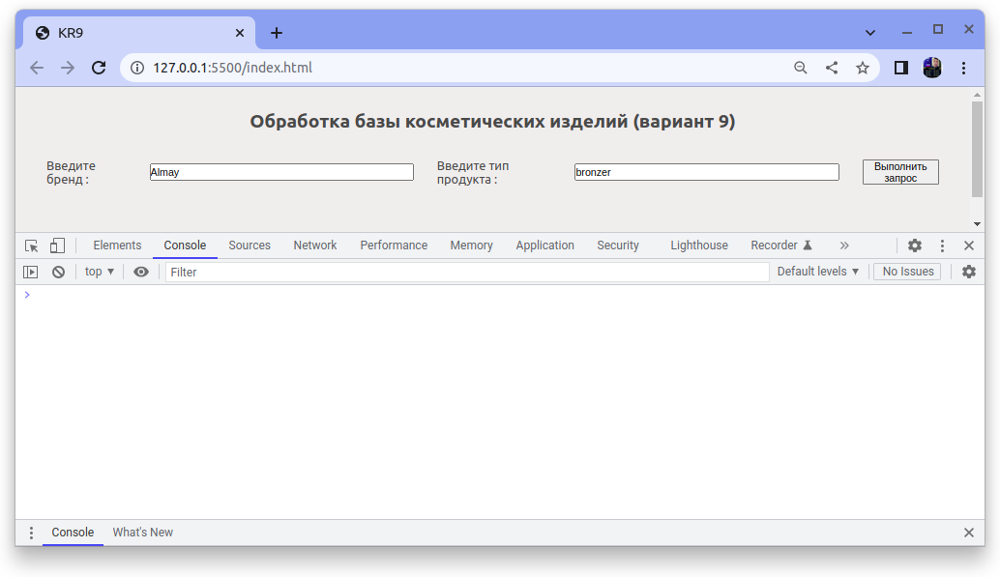 KR9
127.0.0.1:5500/index.html
Обработка базы косметических изделий (вариант 9)
Введите
бренд :
Almay
Введите тип
продукта :
bronzer
Выполнить
запрос
Elements Console Sources Network Performance Memory Application Security Lighthouse Recorder
top Filter Default levels No Issues
Console What's New